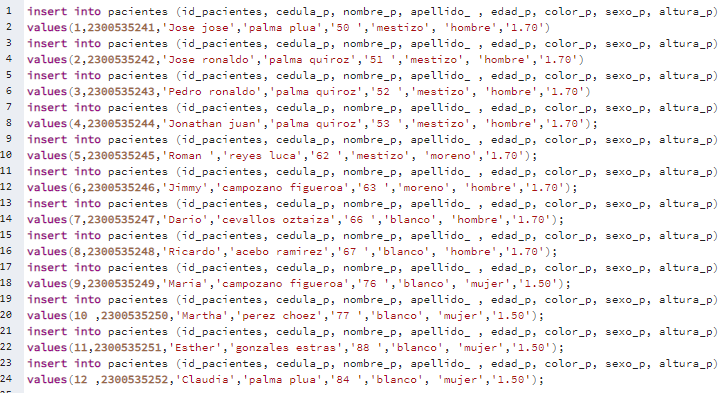 1 insert into pacientes (id_pacientes, cedula_p, nombre_p, apellido_ , edad_p, color_p, sexo_p, altura_p)
2 values(1,2300535241,'Jose jose','palma plua','50 ','mestizo', 'hombre','1.70')
3 insert into pacientes (id_pacientes, cedula_p, nombre_p, apellido_ , edad_p, color_p, sexo_p, altura_p)
4 values(2,2300535242,'Jose ronaldo','palma quiroz','51 ','mestizo', 'hombre','1.70')
5 insert into pacientes (id_pacientes, cedula_p, nombre_p, apellido_ , edad_p, color_p, sexo_p, altura_p)
6 values(3,2300535243,'Pedro ronaldo','palma quiroz','52 ','mestizo', 'hombre','1.70')
7 insert into pacientes (id_pacientes, cedula_p, nombre_p, apellido_ , edad_p, color_p, sexo_p, altura_p)
8 values(4,2300535244,'Jonathan juan','palma quiroz','53 ','mestizo', 'hombre','1.70');
9 insert into pacientes (id_pacientes, cedula_p, nombre_p, apellido_ , edad_p, color_p, sexo_p, altura_p)
10 values(5,2300535245,'Roman ','reyes luca','62 ','mestizo', 'moreno','1.70');
11 insert into pacientes (id_pacientes, cedula_p, nombre_p, apellido_ , edad_p, color_p, sexo_p, altura_p)
12 values(6,2300535246,'Jimmy','campozano figueroa','63 ','moreno', 'hombre','1.70');
13 insert into pacientes (id_pacientes, cedula_p, nombre_p, apellido_ , edad_p, color_p, sexo_p, altura_p)
14 values(7,2300535247,'Dario','cevallos oztaiza','66 ','blanco', 'hombre','1.70');
15 insert into pacientes (id_pacientes, cedula_p, nombre_p, apellido_ , edad_p, color_p, sexo_p, altura_p)
16 values(8,2300535248,'Ricardo','acebo ramirez','67 ','blanco', 'hombre','1.70');
17 insert into pacientes (id_pacientes, cedula_p, nombre_p, apellido_ , edad_p, color_p, sexo_p, altura_p)
18 values(9,2300535249,'Maria','campozano figueroa','76 ','blanco', 'mujer','1.50');
19 insert into pacientes (id_pacientes, cedula_p, nombre_p, apellido_ , edad_p, color_p, sexo_p, altura_p)
20 values(10 ,2300535250,'Martha','perez choez','77 ','blanco', 'mujer','1.50');
21 insert into pacientes (id_pacientes, cedula_p, nombre_p, apellido_ , edad_p, color_p, sexo_p, altura_p)
22 values(11,2300535251,'Esther','gonzales estras','88 ','blanco', 'mujer','1.50');
23 insert into pacientes (id_pacientes, cedula_p, nombre_p, apellido_ , edad_p, color_p, sexo_p, altura_p)
24 values(12 ,2300535252,'Claudia','palma plua','84 ','blanco', 'mujer','1.50');